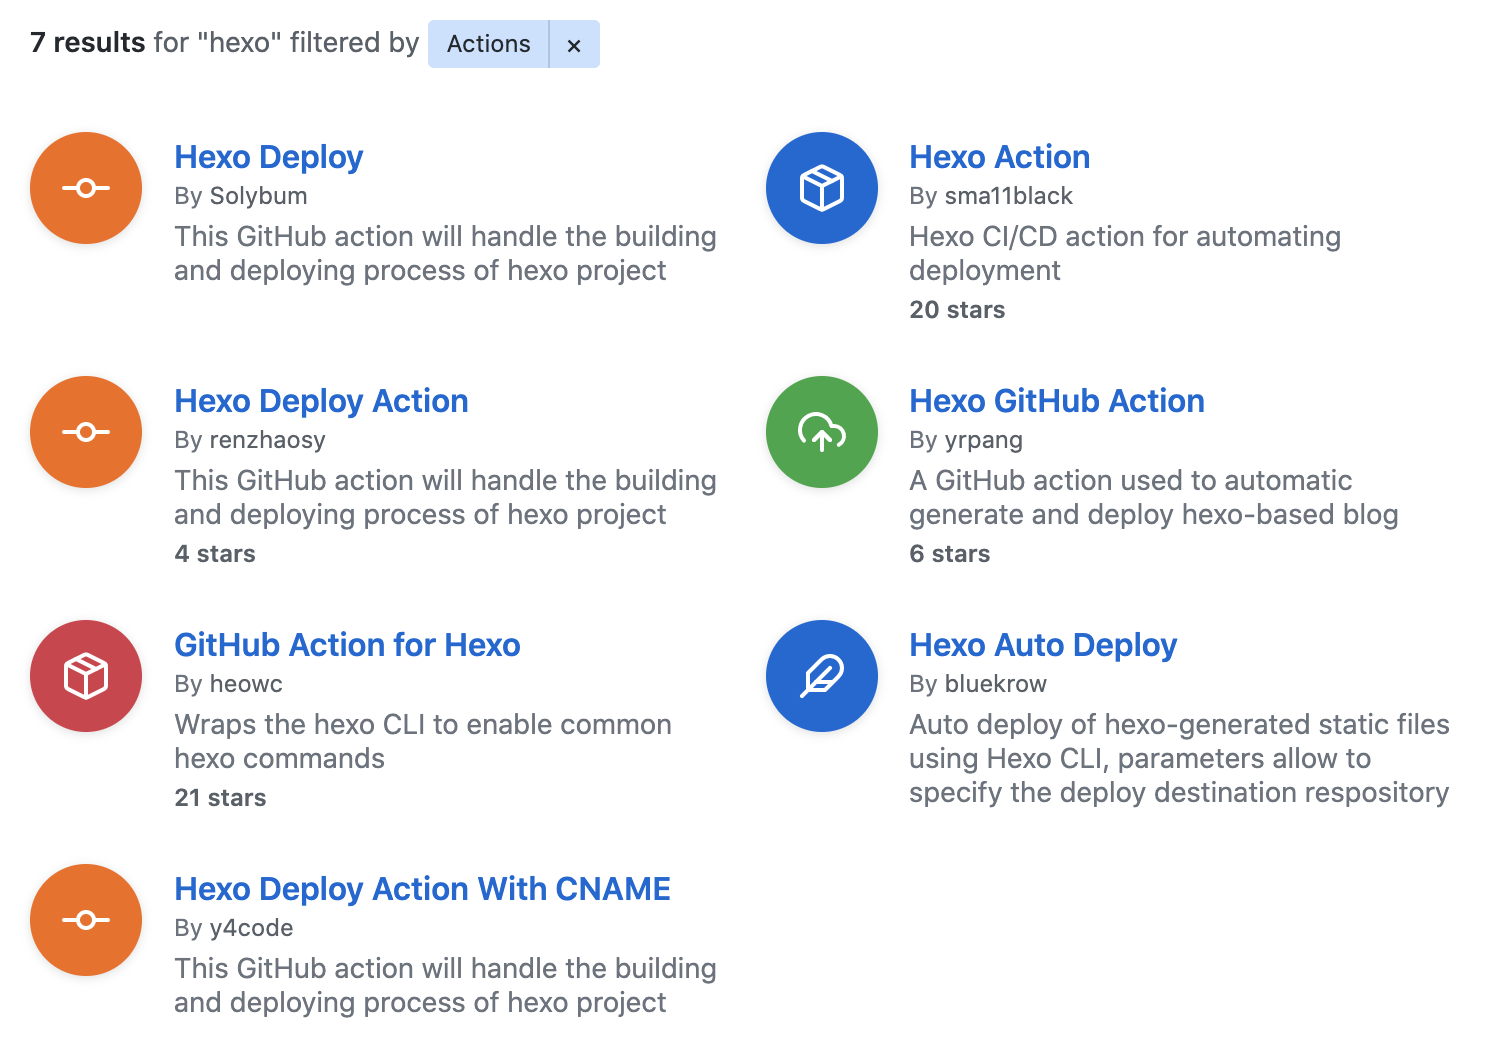 7 results for "hexo" filtered by Actions ×
Hexo Deploy
By Solybum
This GitHub action will handle the building
and deploying process of hexo project
Hexo Action
By sma11black
Hexo CI/CD action for automating
deployment
20 stars
Hexo Deploy Action
By renzhaosy
This GitHub action will handle the building
and deploying process of hexo project
4 stars
Hexo GitHub Action
By yrpang
A GitHub action used to automatic
generate and deploy hexo-based blog
6 stars
GitHub Action for Hexo
By heowc
Wraps the hexo CLI to enable common
hexo commands
21 stars
Hexo Auto Deploy
By bluekrow
Auto deploy of hexo-generated static files
using Hexo CLI, parameters allow to
specify the deploy destination respository
Hexo Deploy Action With CNAME
By y4code
This GitHub action will handle the building
and deploying process of hexo project